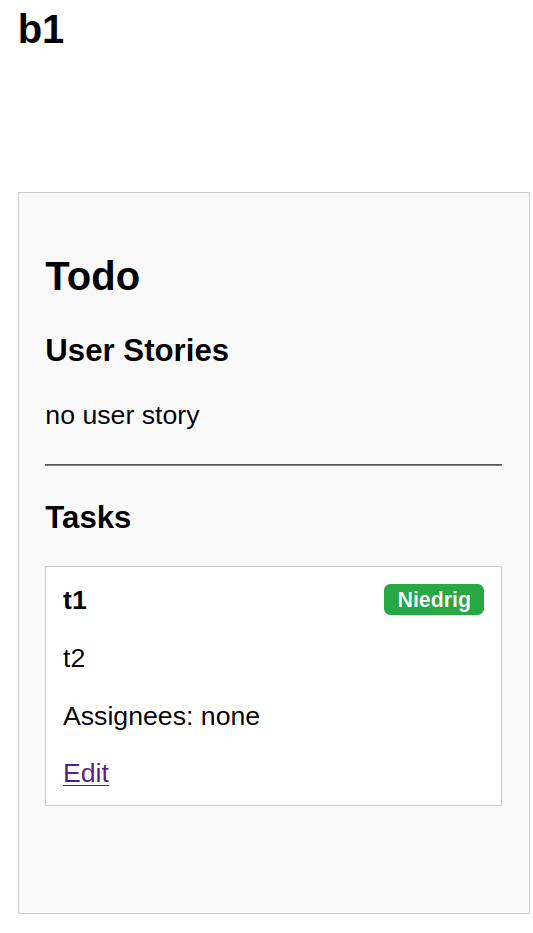 b1
Todo
User Stories
no user story
Tasks
t1 Niedrig
t2
Assignees: none
Edit